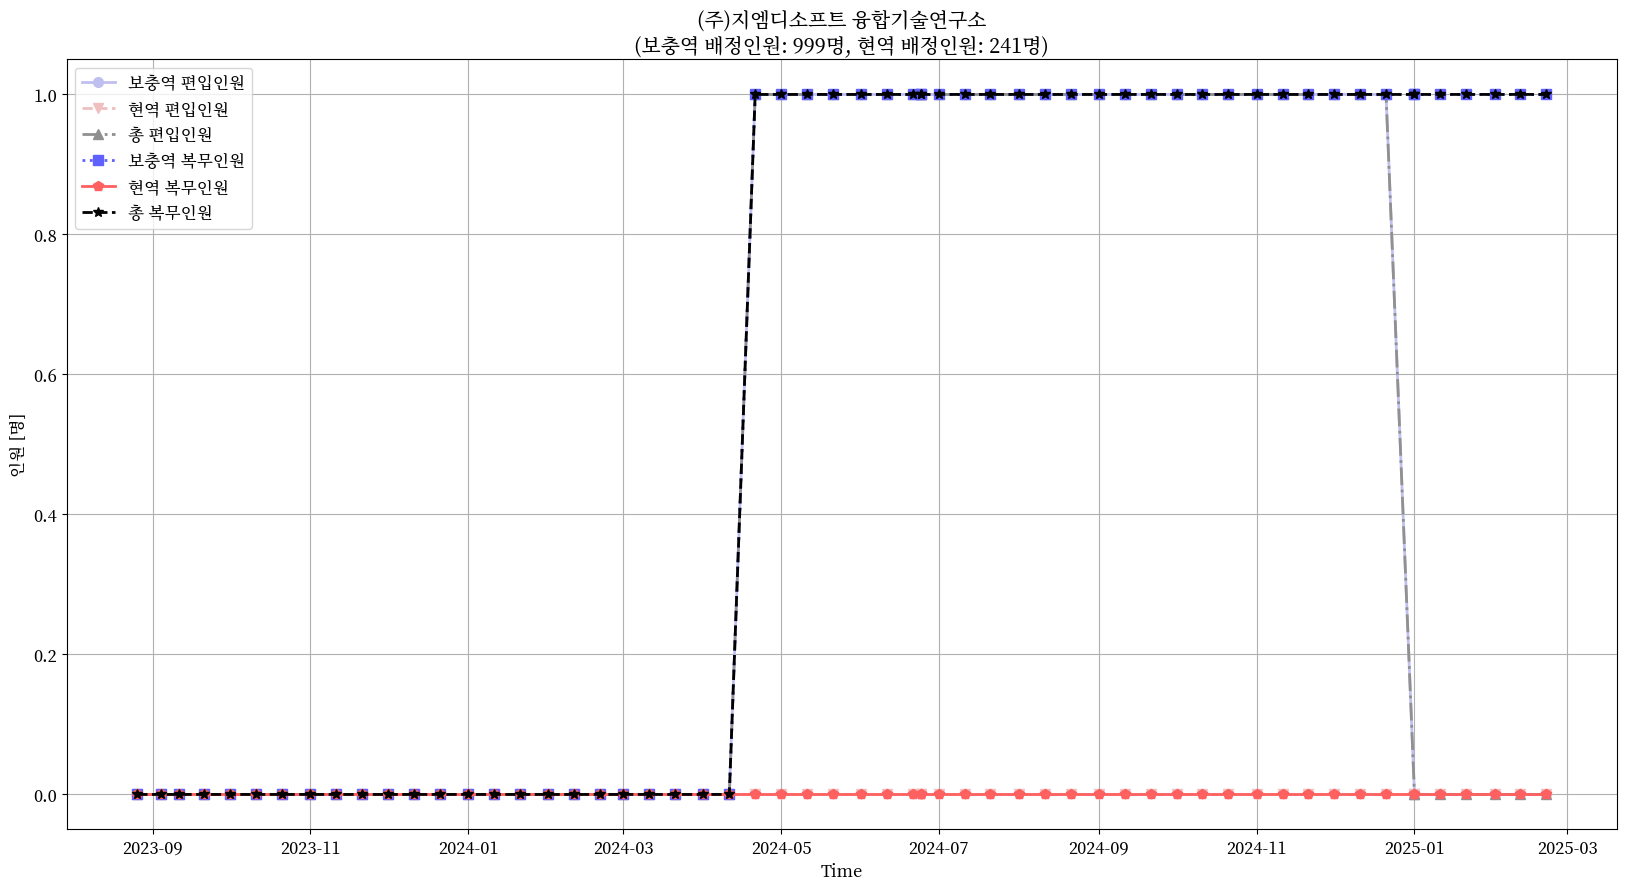 (주)지엠디소프트 융합기술연구소
(보충역 배정인원: 999명, 현역 배정인원: 241명)
보충역 편입인원
현역 편입인원
총 편입인원
보충역 복무인원
현역 복무인원
총 복무인원
1.0
0.8
0.6
0.4
0.2
0.0
인원 [명]
2023-09
2023-11
2024-01
2024-03
2024-05
2024-07
2024-09
2024-11
2025-01
2025-03
Time